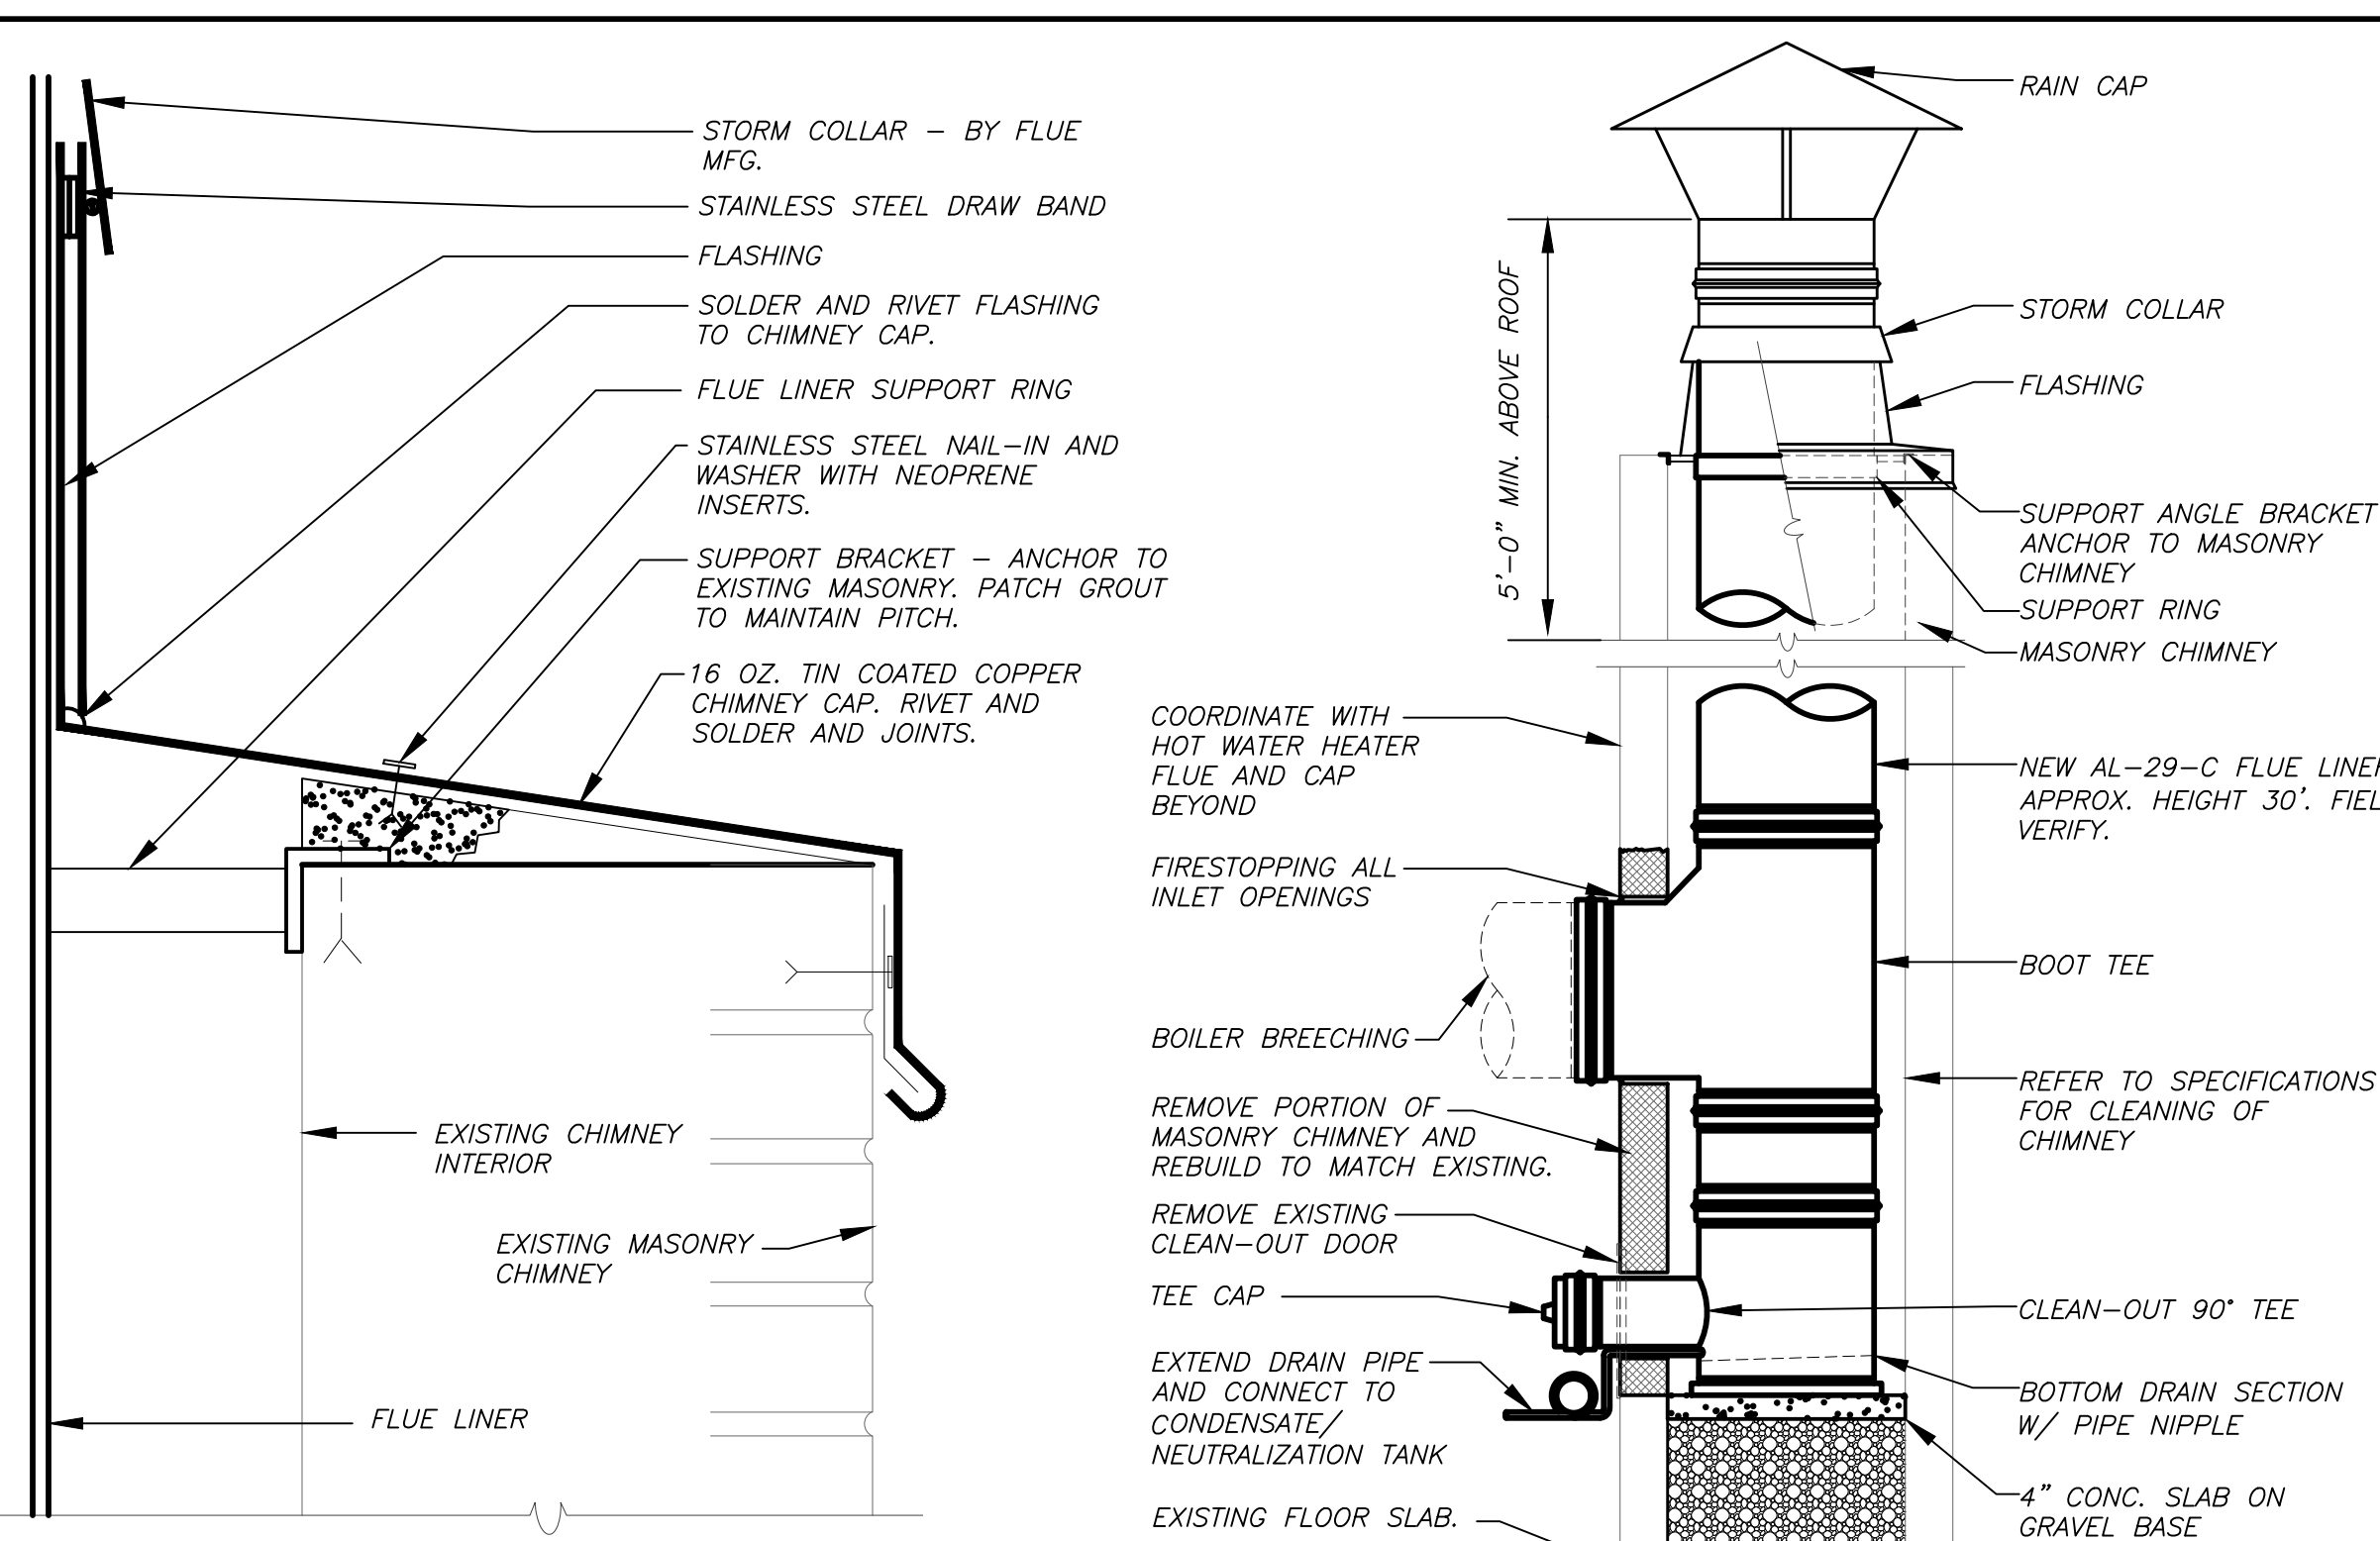 STORM COLLAR - BY FLUE
MFG.
STAINLESS STEEL DRAW BAND
FLASHING
SOLDER AND RIVET FLASHING
TO CHIMNEY CAP.
FLUE LINER SUPPORT RING
STAINLESS STEEL NAIL-IN AND
WASHER WITH NEOPRENE
INSERTS.
SUPPORT BRACKET - ANCHOR TO
EXISTING MASONRY. PATCH GROUT
TO MAINTAIN PITCH.
16 OZ. TIN COATED COPPER
CHIMNEY CAP. RIVET AND
SOLDER AND JOINTS.
EXISTING CHIMNEY
INTERIOR
EXISTING MASONRY
CHIMNEY
FLUE LINER
5'-0" MIN. ABOVE ROOF
COORDINATE WITH
HOT WATER HEATER
FLUE AND CAP
BEYOND
FIRESTOPPING ALL
INLET OPENINGS
BOILER BREECHING
REMOVE PORTION OF
MASONRY CHIMNEY AND
REBUILD TO MATCH EXISTING.
REMOVE EXISTING
CLEAN-OUT DOOR
TEE CAP
EXTEND DRAIN PIPE
AND CONNECT TO
CONDENSATE/
NEUTRALIZATION TANK
EXISTING FLOOR SLAB.
RAIN CAP
STORM COLLAR
FLASHING
SUPPORT ANGLE BRACKET
ANCHOR TO MASONRY
CHIMNEY
SUPPORT RING
MASONRY CHIMNEY
NEW AL-29-C FLUE LINER
APPROX. HEIGHT 30'. FIEL
VERIFY.
BOOT TEE
REFER TO SPECIFICATIONS
FOR CLEANING OF
CHIMNEY
CLEAN-OUT 90° TEE
BOTTOM DRAIN SECTION
W/ PIPE NIPPLE
4" CONC. SLAB ON
GRAVEL BASE